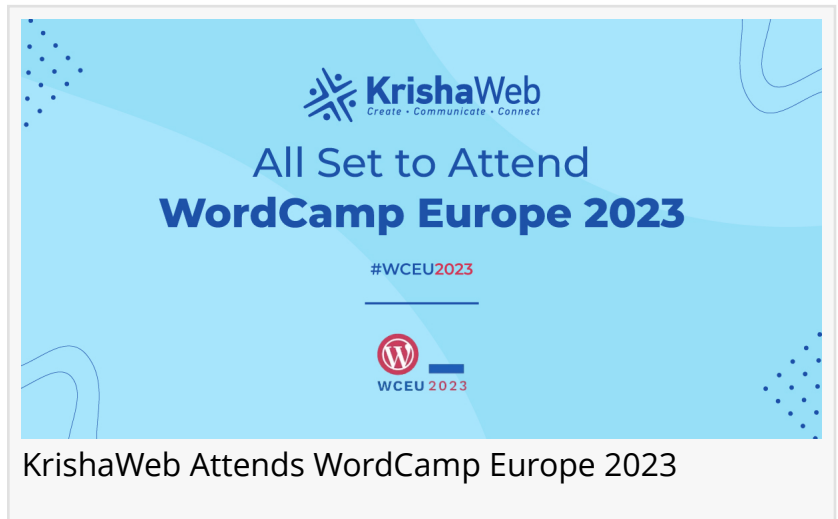 KrishaWeb
Create • Communicate • Connect
All Set to Attend
WordCamp Europe 2023
#WCEU2023
W
WCEU 2023
KrishaWeb Attends WordCamp Europe 2023